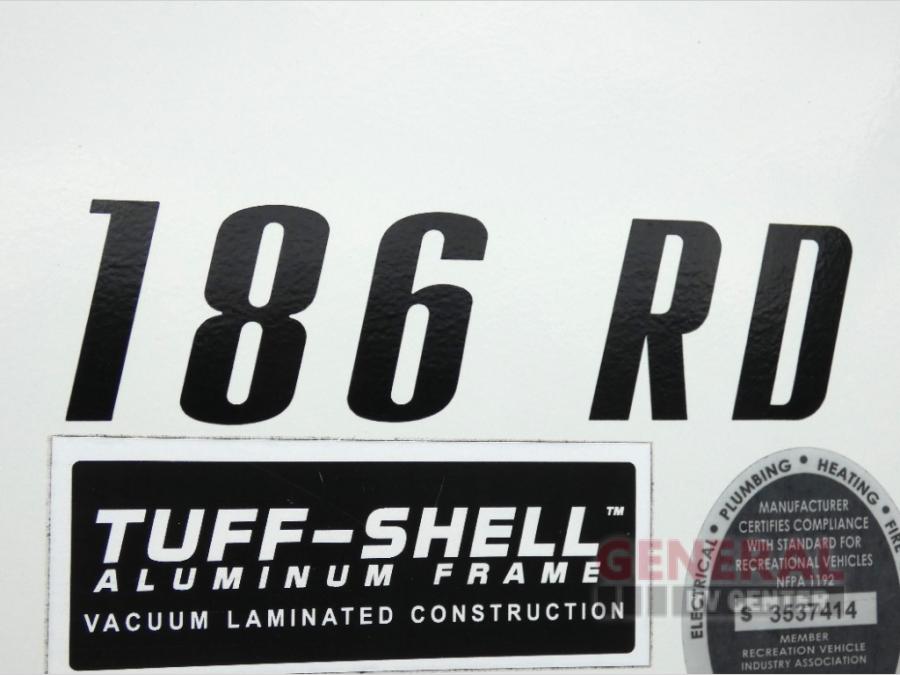 186 RD
TUFF-SHELL™
ALUMINUM FRAME
VACUUM LAMINATED CONSTRUCTION
ELECTRICAL • PLUMBING • HEATING • FIRE
MANUFACTURER
CERTIFIES COMPLIANCE
WITH STANDARD FOR
RECREATIONAL VEHICLES
NFPA 1192
S 3537414
MEMBER
RECREATION VEHICLE
INDUSTRY ASSOCIATION
GENERAL
RV CENTER